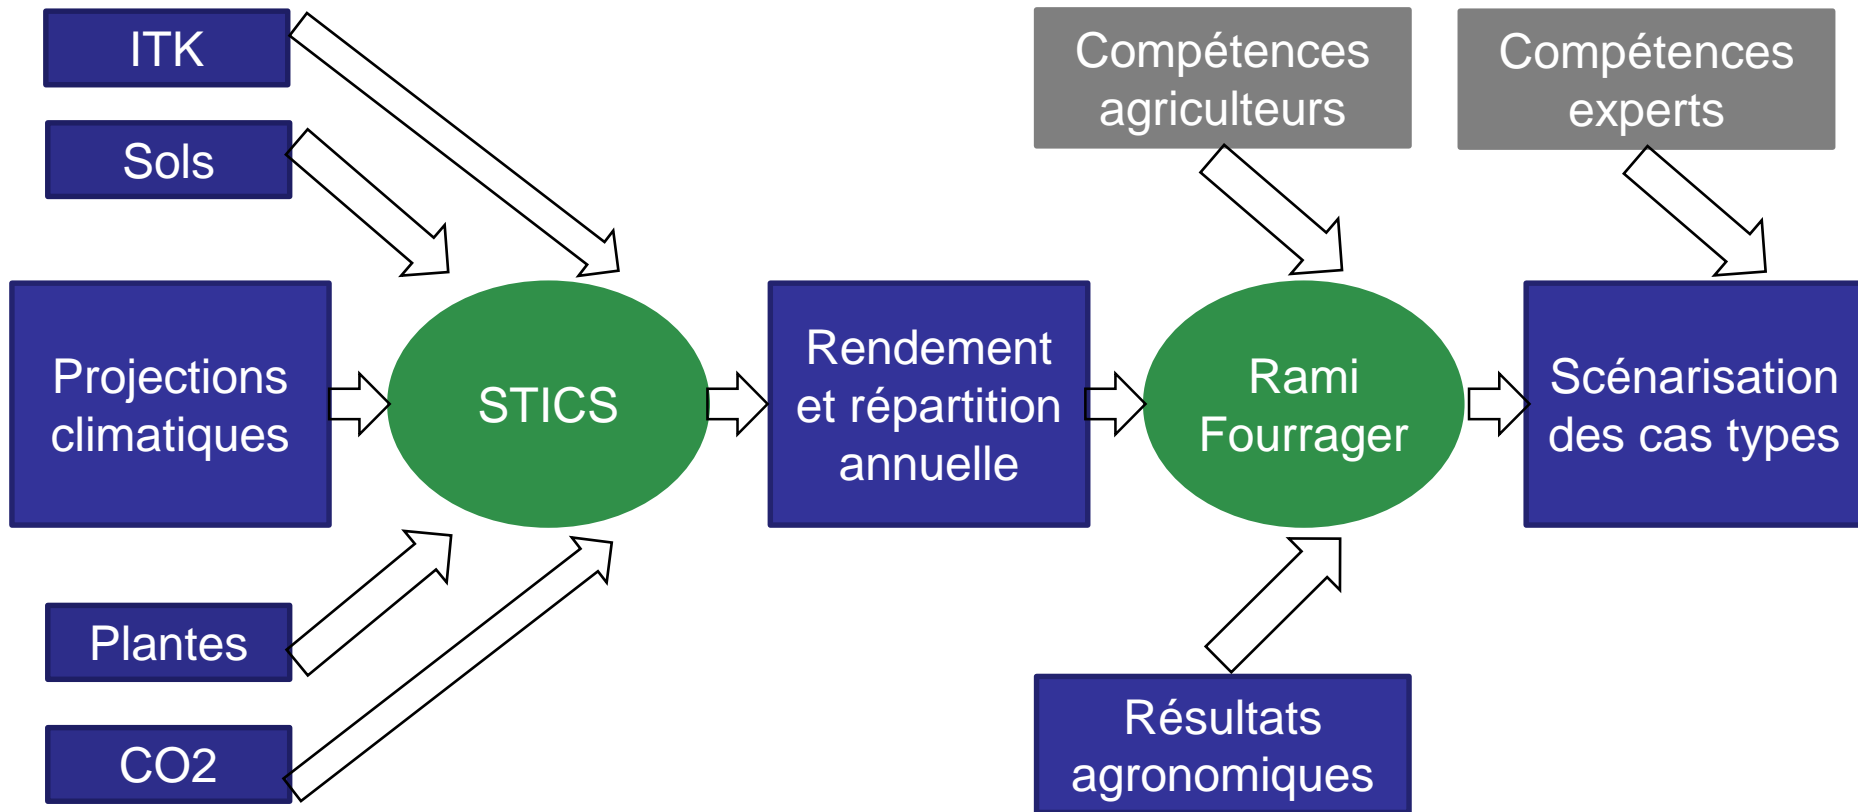 ITK
Sols
Projections
climatiques
Plantes
CO2
STICS
Rendement
et répartition
annuelle
Compétences
agriculteurs
Rami
Fourrager
Résultats
agronomiques
Compétences
experts
Scénarisation
des cas types